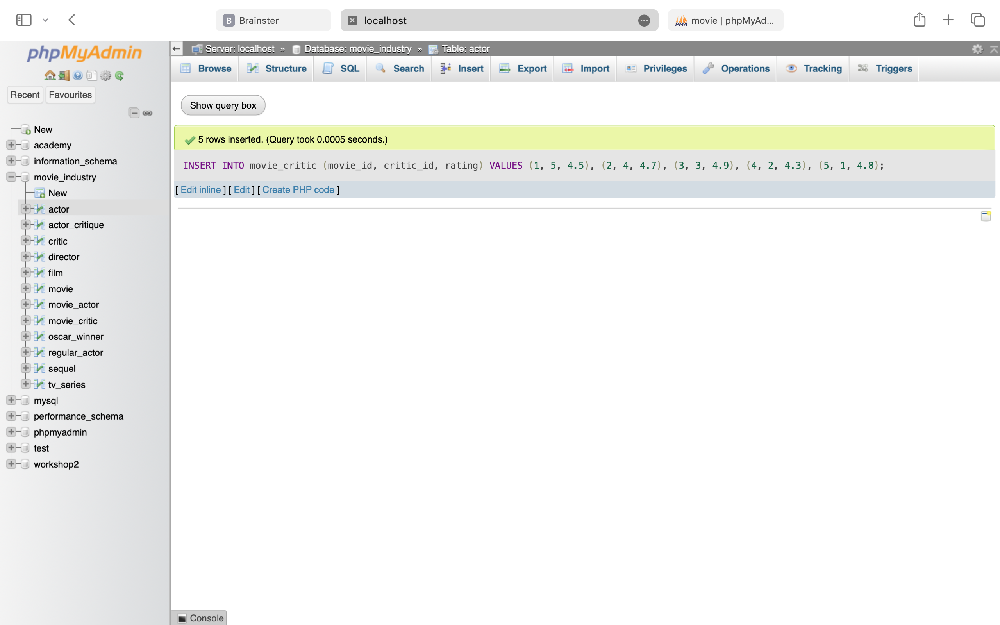 B Brainster
localhost
PMA movie | phpMyAd...
phpMyAdmin
Recent Favourites
New
academy
information_schema
movie_industry
New
actor
actor_critique
critic
director
film
movie
movie_actor
movie_critic
oscar_winner
regular_actor
sequel
tv_series
mysql
performance_schema
phpmyadmin
test
workshop2
Server: localhost » Database: movie_industry » Table: actor
Browse Structure SQL Search Insert Export Import Privileges Operations Tracking Triggers
Show query box
5 rows inserted. (Query took 0.0005 seconds.)
INSERT INTO movie_critic (movie_id, critic_id, rating) VALUES (1, 5, 4.5), (2, 4, 4.7), (3, 3, 4.9), (4, 2, 4.3), (5, 1, 4.8);
[ Edit inline ] [ Edit ] [ Create PHP code ]
Console